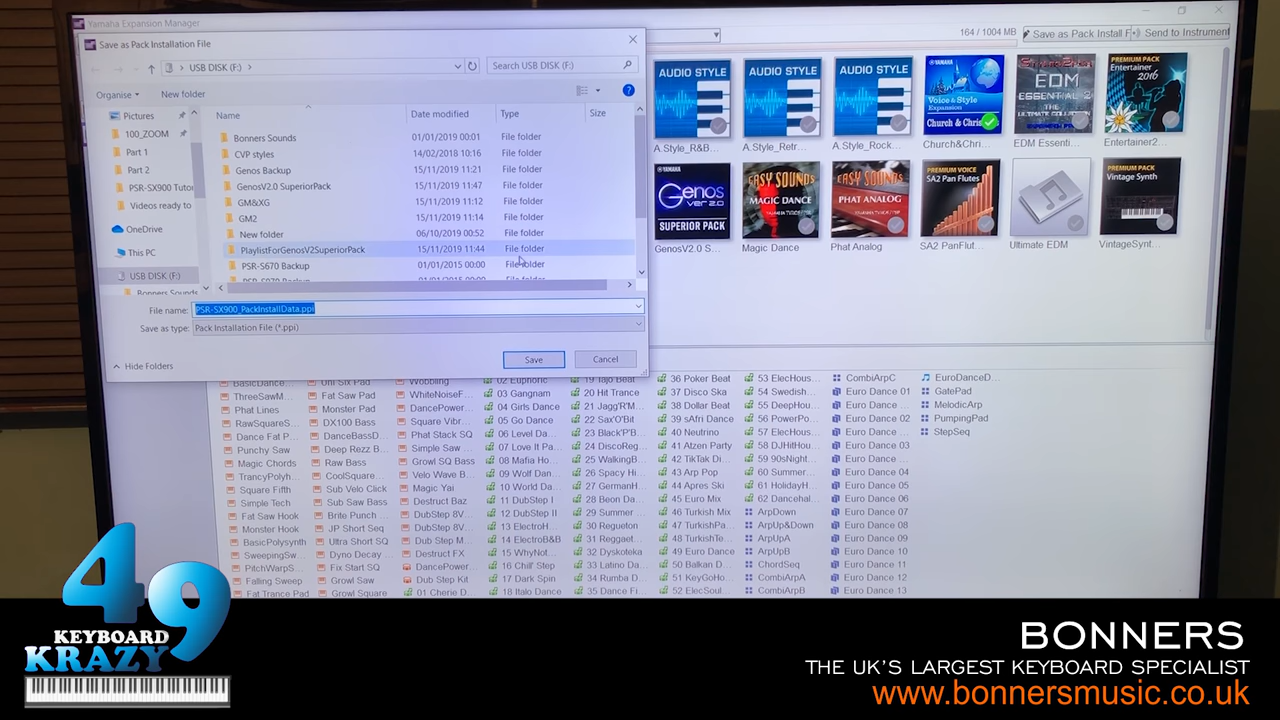 Yamaha Expansion Manager
Save as Pack Installation File
USB DISK (F:)
Search USB DISK (F:)
Organise
New folder
Pictures
100_ZOOM
Part 1
Part 2
PSR-SX900 Tutor
Videos ready to
OneDrive
This PC
USB DISK (F:)
Bonners Sounds
Name Date modified Type Size
Bonners Sounds 01/01/2019 00:01 File folder
CVP styles 14/02/2018 10:16 File folder
Genos Backup 15/11/2019 11:21 File folder
GenosV2.0 SuperiorPack 15/11/2019 11:47 File folder
GM&XG 15/11/2019 11:12 File folder
GM2 15/11/2019 11:14 File folder
New folder 06/10/2019 00:52 File folder
PlaylistForGenosV2SuperiorPack 15/11/2019 11:44 File folder
PSR-S670 Backup 01/01/2015 00:00 File folder
File name: PSR-SX900_PackInstallData.ppi
Save as type: Pack Installation File (*.ppi)
Hide Folders
Save
Cancel
164 / 1004 MB
Save as Pack Install F
Send to Instrument
AUDIO STYLE
A.Style_R&B...
AUDIO STYLE
A.Style_Retr...
AUDIO STYLE
A.Style_Rock...
YAMAHA
Voice & Style
Expansion
Church & Chris
Church&Chri...
EDM
ESSENTIAL 2
THE ULTIMATE
EDM Essenti...
PREMIUM PACK
Entertainer
2016
Entertainer2...
YAMAHA
Genos
VER 2.0
SUPERIOR PACK
GenosV2.0 S...
EASY SOUNDS
MAGIC DANCE
Magic Dance
EASY SOUNDS
PHAT ANALOG
Phat Analog
PREMIUM VOICE
SA2 Pan Flutes
SA2 PanFlut...
Ultimate EDM
PREMIUM PACK
Vintage Synth
VintageSynt...
BasicDance...
ThreeSawM...
Phat Lines
RawSquareS...
Dance Fat P...
Punchy Saw
Magic Chords
TrancyPolyh...
Square Fifth
Simple Tech
Fat Saw Hook
Monster Hook
BasicPolysynth
SweepingSw...
PitchWarpS...
Falling Sweep
Fat Trance Pad
Uni Six Pad
Fat Saw Pad
Monster Pad
DX100 Bass
DanceBassD...
Deep Rezz B...
Raw Bass
CoolSquare...
Sub Velo Click
Sub Saw Bass
Brite Punch
JP Short Seq
Ultra Short SQ
Dyno Decay
Fix Start SQ
Growl Saw
Growl Square
Wobbling
WhiteNoiseF...
DancePower...
Square Vibr...
Phat Stack SQ
Simple Saw
Growl SQ Bass
Velo Wave B...
Magic Yai
Destruct Baz
DubStep 8V...
DubStep 8V...
DubStep W...
Destruct FX
DancePower...
Dub Step Kit
01 Cherie D...
02 Euphoric
03 Gangnam
04 Girls Dance
05 Go Dance
06 Level Da...
07 Love It Pa...
08 Mafia Ho...
09 Wolf Dan...
10 World Da...
11 DubStep I
12 DubStep II
13 ElectroH...
14 ElectroB&B
15 WhyNot...
16 Chill' Step
17 Dark Spin
18 Italo Dance
19 Tajo Beat
20 Hit Trance
21 Jagg'R'M...
22 Sax'O'Bit
23 Black'P'B...
24 DiscoReg...
25 WalkingB...
26 Spacy Hi...
27 GermanH...
28 Beon Da...
29 Summer ...
30 Regueton
31 Reggaet...
32 Dyskoteka
33 Latino Da...
34 Rumba D...
35 Dance Fi...
36 Poker Beat
37 Disco Ska
38 Dollar Beat
39 sAfri Dance
40 Neutrino
41 Atzen Party
42 TikTak Di...
43 Arp Pop
44 Apres Ski
45 Euro Mix
46 Turkish Mix
47 TurkishPa...
48 TurkishTe...
49 Euro Dance
50 Balkan D...
51 KeyGoHo...
52 ElecSoul...
53 ElecHous...
54 Swedish...
55 DeepHou...
56 PowerPo...
57 ElecHous...
58 DJHitHou...
59 90sNight...
60 Summer...
61 HolidayH...
62 Dancehal...
ArpDown
ArpUp&Down
ArpUpA
ArpUpB
ChordSeq
CombiArpA
CombiArpB
CombiArpC
Euro Dance 01
Euro Dance ...
Euro Dance 02
Euro Dance ...
Euro Dance 03
Euro Dance ...
Euro Dance 04
Euro Dance 05
Euro Dance 06
Euro Dance 07
Euro Dance 08
Euro Dance 09
Euro Dance 10
Euro Dance 11
Euro Dance 12
Euro Dance 13
EuroDanceD...
GatePad
MelodicArp
PumpingPad
StepSeq
49
KEYBOARD
KRAZY
BONNERS
THE UK'S LARGEST KEYBOARD SPECIALIST
www.bonnersmusic.co.uk